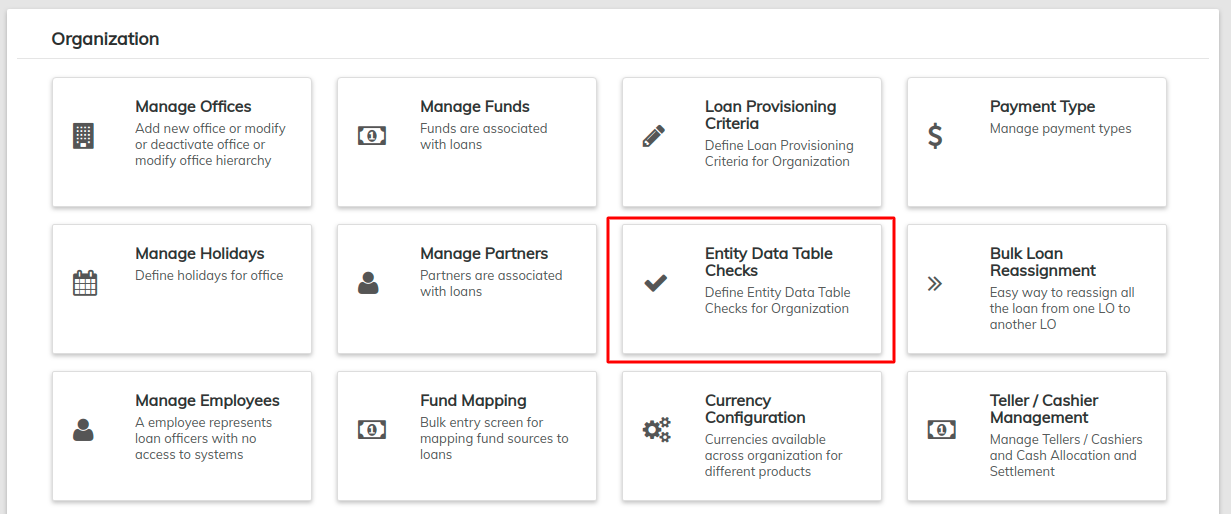 Organization
Manage Offices
Add new office or modify
or deactivate office or
modify office hierarchy
Manage Funds
Funds are associated
with loans
Loan Provisioning
Criteria
Define Loan Provisioning
Criteria for Organization
Payment Type
Manage payment types
Manage Holidays
Define holidays for office
Manage Partners
Partners are associated
with loans
Entity Data Table
Checks
Define Entity Data Table
Checks for Organization
Bulk Loan
Reassignment
Easy way to reassign all
the loan from one LO to
another LO
Manage Employees
A employee represents
loan officers with no
access to systems
Fund Mapping
Bulk entry screen for
mapping fund sources to
loans
Currency
Configuration
Currencies available
across organization for
different products
Teller / Cashier
Management
Manage Tellers / Cashiers
and Cash Allocation and
Settlement